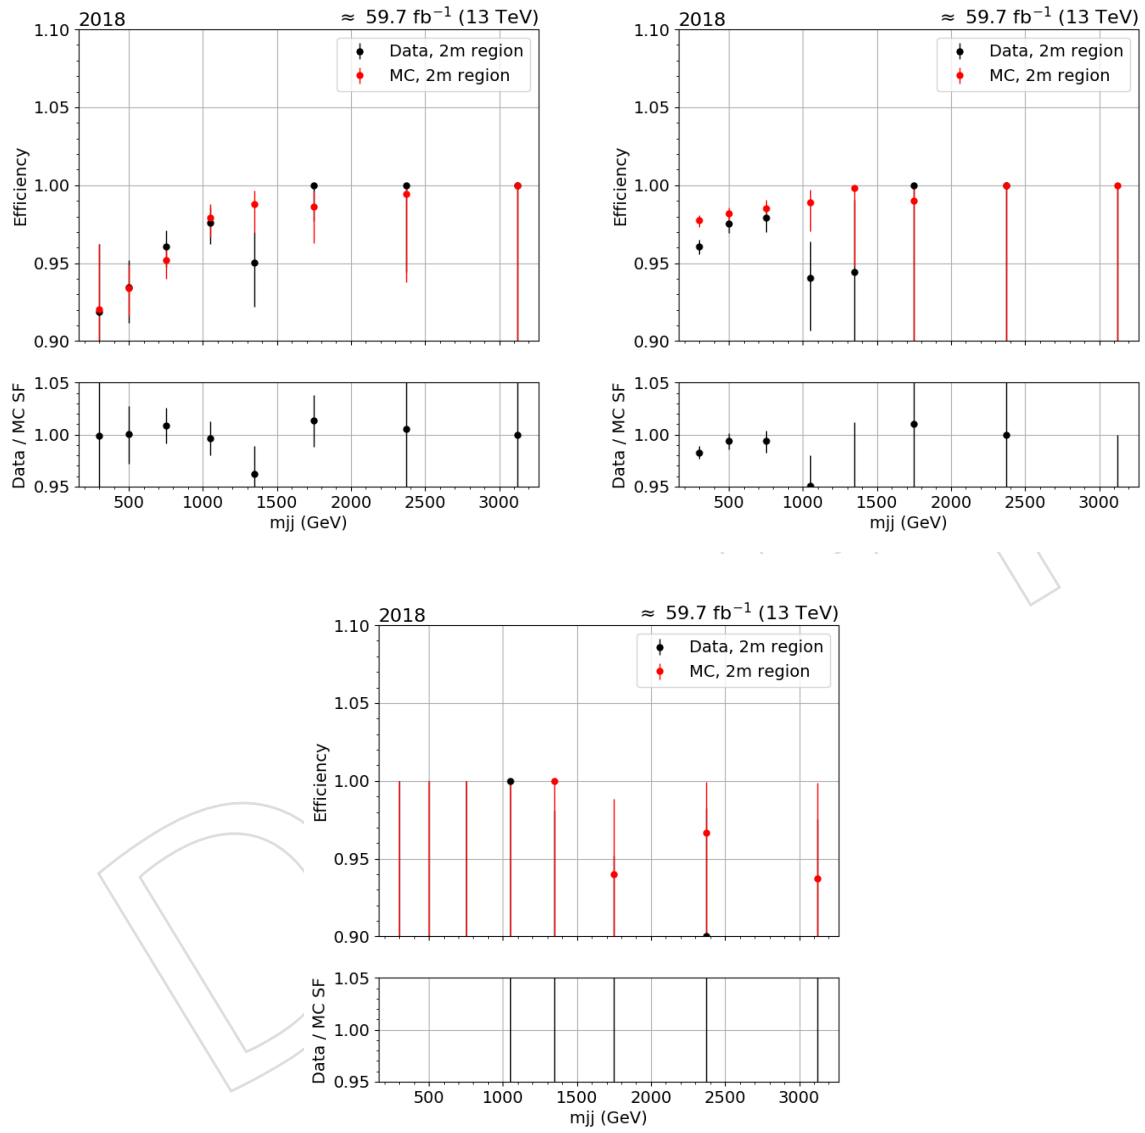 2018 ≈ 59.7 fb⁻¹ (13 TeV)
1.10
Data, 2m region
MC, 2m region
1.05
1.00
0.95
0.90
Efficiency
1.05
1.00
0.95
Data / MC SF
500 1000 1500 2000 2500 3000
mjj (GeV)
2018 ≈ 59.7 fb⁻¹ (13 TeV)
1.10
Data, 2m region
MC, 2m region
1.05
1.00
0.95
0.90
Efficiency
1.05
1.00
0.95
Data / MC SF
500 1000 1500 2000 2500 3000
mjj (GeV)
2018 ≈ 59.7 fb⁻¹ (13 TeV)
1.10
Data, 2m region
MC, 2m region
1.05
1.00
0.95
0.90
Efficiency
1.05
1.00
0.95
Data / MC SF
500 1000 1500 2000 2500 3000
mjj (GeV)